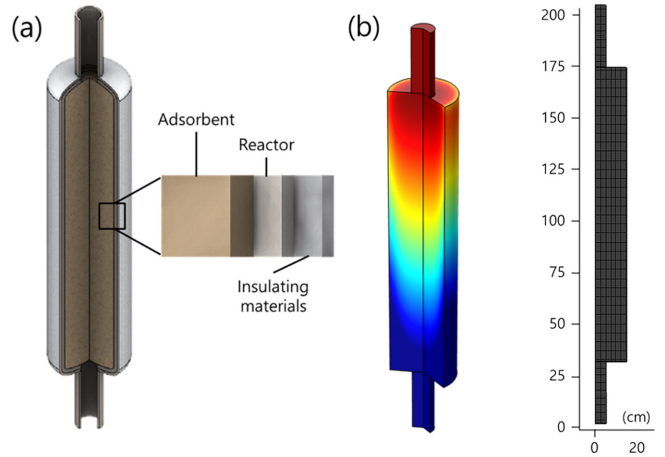 (a)
Adsorbent
Reactor
Insulating
materials
(b)
200
175
150
125
100
75
50
25
0
(cm)
0 20